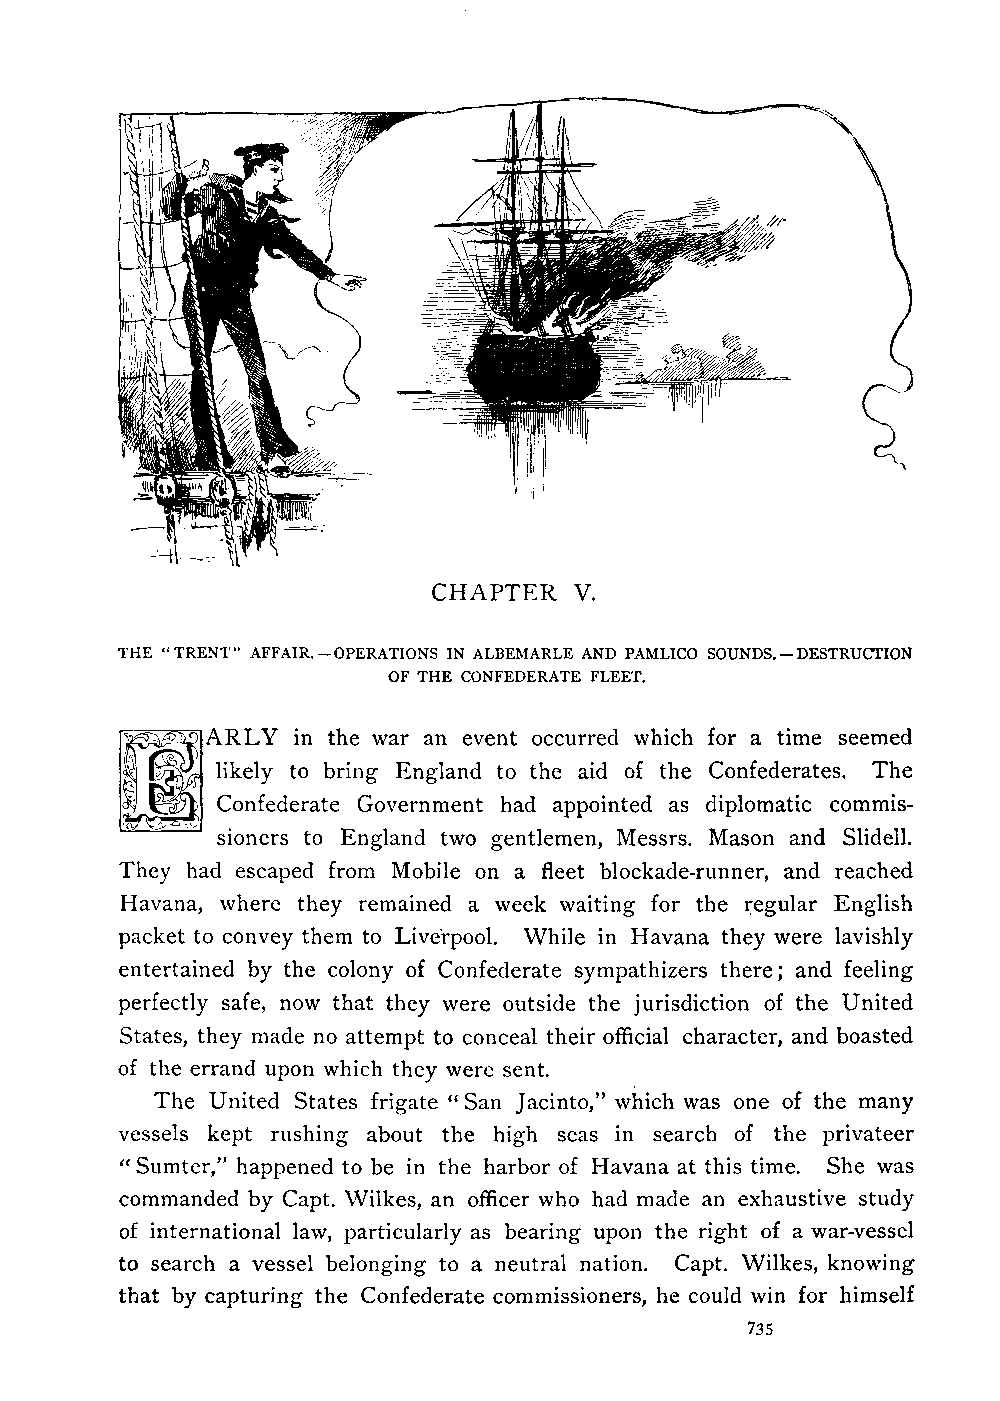 CHAPTER V.
THE "TRENT" AFFAIR.—OPERATIONS IN ALBEMARLE AND PAMLICO SOUNDS.—DESTRUCTION
OF THE CONFEDERATE FLEET.
EARLY in the war an event occurred which for a time seemed
likely to bring England to the aid of the Confederates. The
Confederate Government had appointed as diplomatic commis-
sioners to England two gentlemen, Messrs. Mason and Slidell.
They had escaped from Mobile on a fleet blockade-runner, and reached
Havana, where they remained a week waiting for the regular English
packet to convey them to Liverpool. While in Havana they were lavishly
entertained by the colony of Confederate sympathizers there; and feeling
perfectly safe, now that they were outside the jurisdiction of the United
States, they made no attempt to conceal their official character, and boasted
of the errand upon which they were sent.
The United States frigate "San Jacinto," which was one of the many
vessels kept rushing about the high seas in search of the privateer
"Sumter," happened to be in the harbor of Havana at this time. She was
commanded by Capt. Wilkes, an officer who had made an exhaustive study
of international law, particularly as bearing upon the right of a war-vessel
to search a vessel belonging to a neutral nation. Capt. Wilkes, knowing
that by capturing the Confederate commissioners, he could win for himself
735